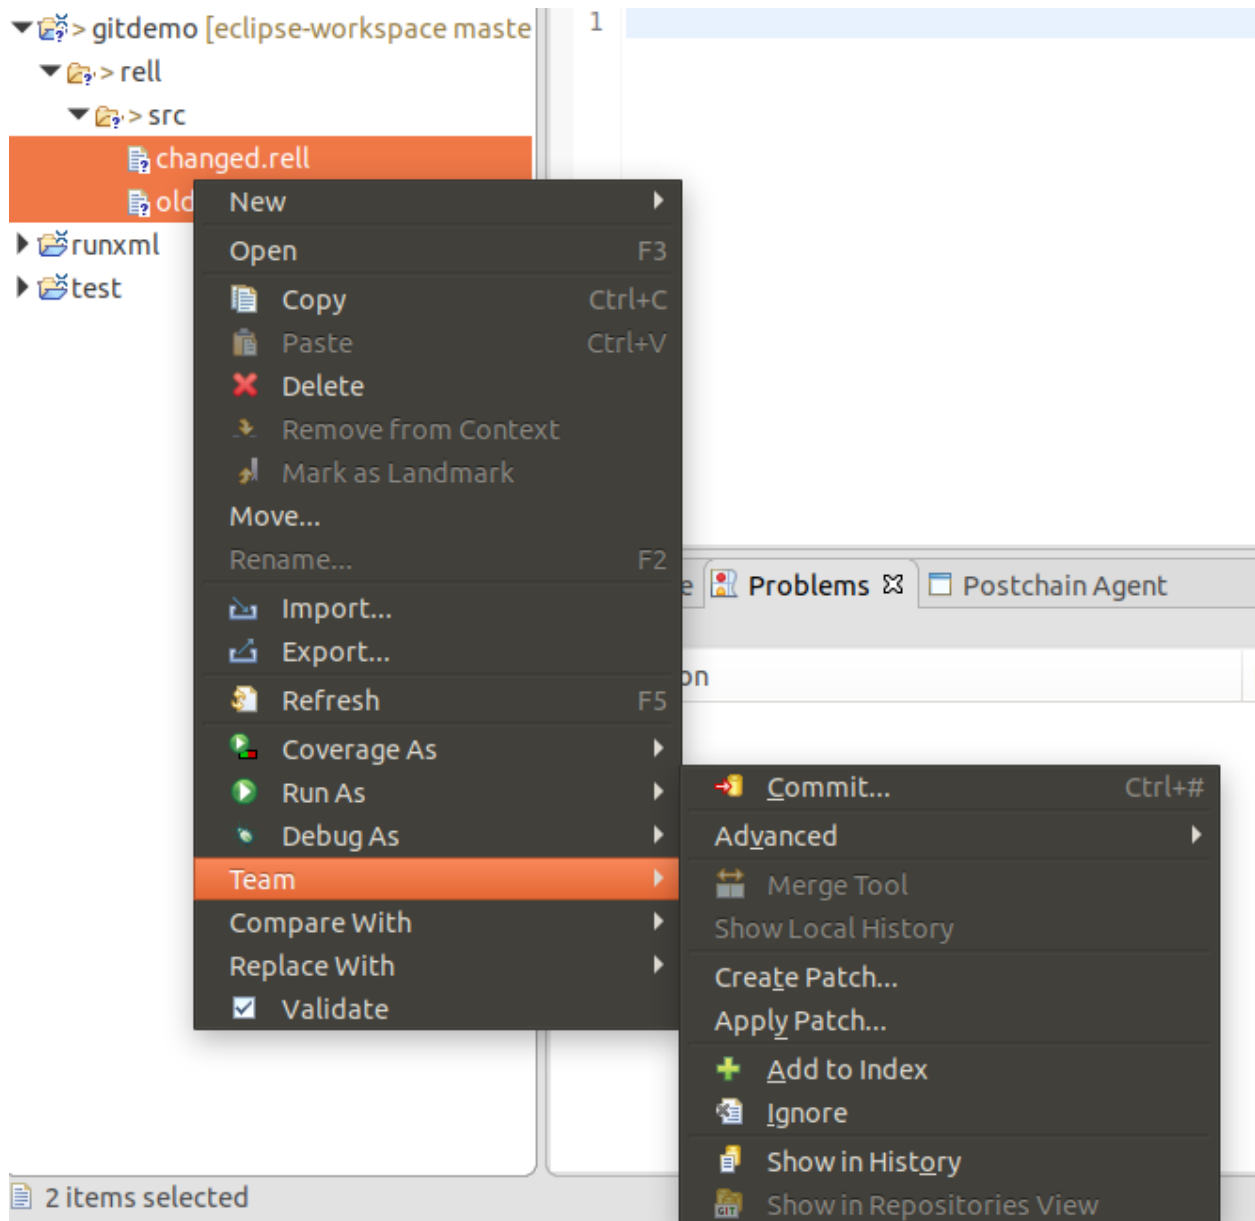 > gitdemo [eclipse-workspace maste
> rell
> src
changed.rell
old
runxml
test
1
New
Open F3
Copy Ctrl+C
Paste Ctrl+V
Delete
Remove from Context
Mark as Landmark
Move...
Rename... F2
Import...
Export...
Refresh F5
Coverage As
Run As
Debug As
Team
Compare With
Replace With
Validate
e Problems Postchain Agent
on
Commit... Ctrl+#
Advanced
Merge Tool
Show Local History
Create Patch...
Apply Patch...
Add to Index
Ignore
Show in History
GIT Show in Repositories View
2 items selected